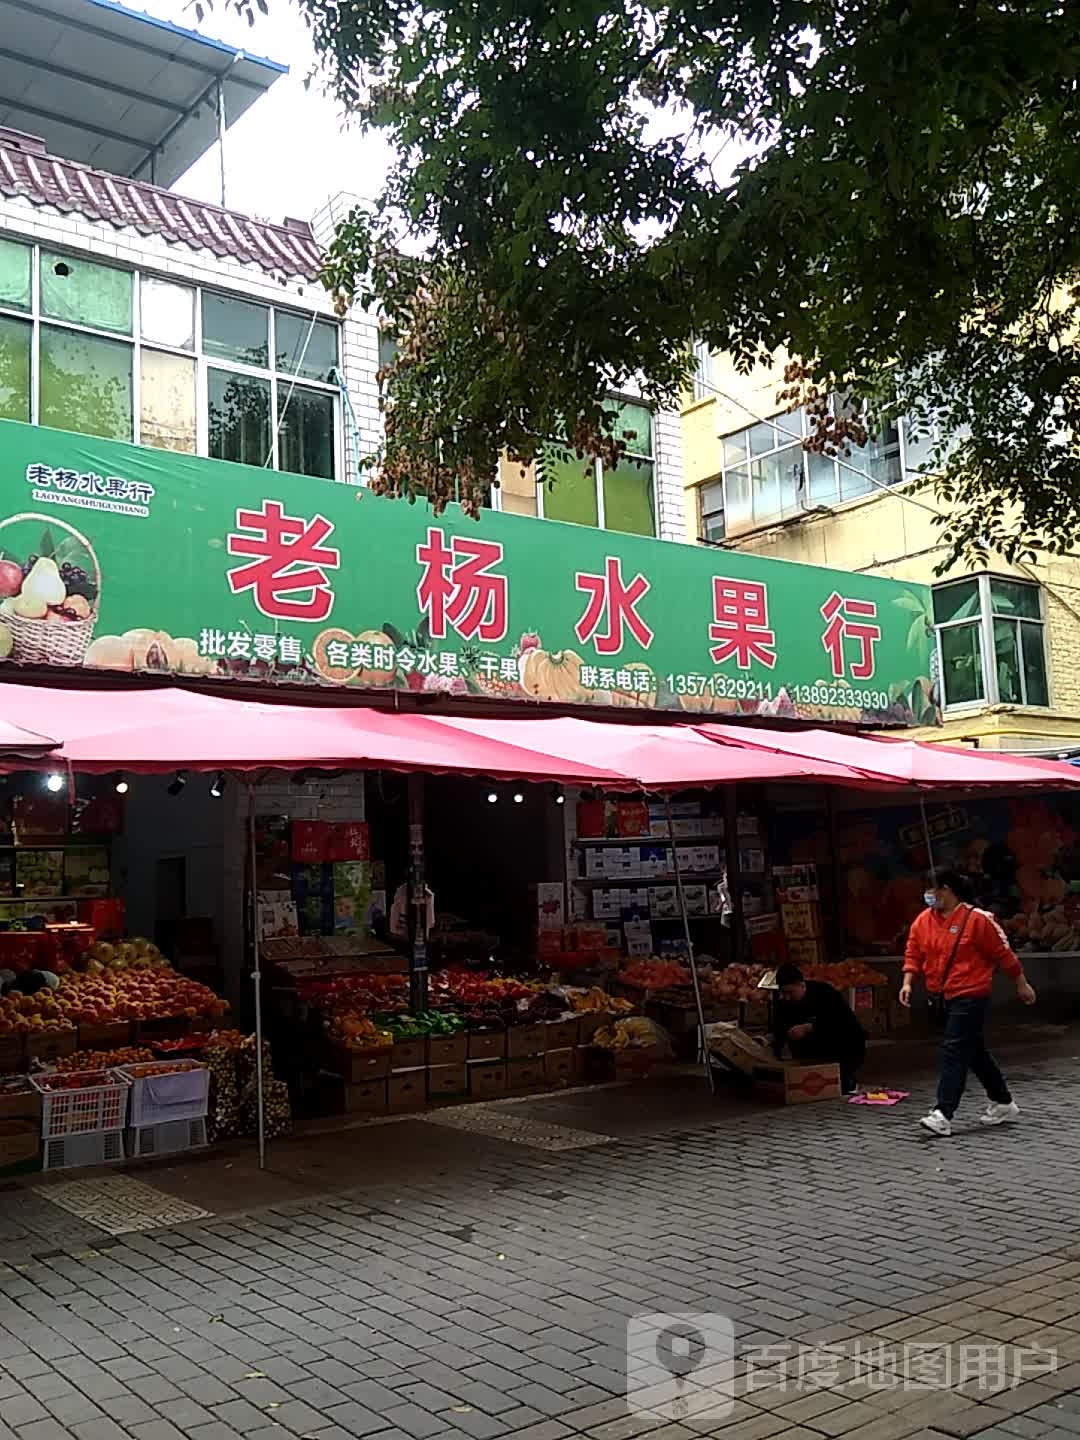 老杨水果行
LAOYANGSHUIGUOHANG
老杨水果行
批发零售、各类时令水果、干果 联系电话：13571329211 13892333930
百度地图用户